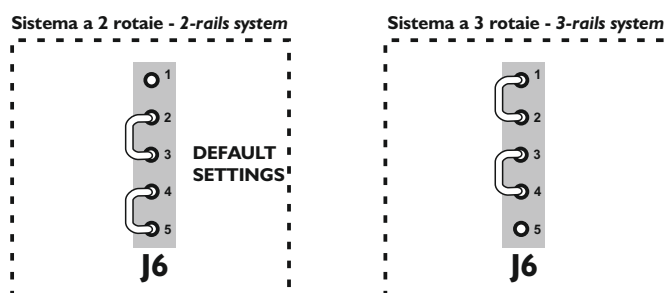 Sistema a 2 rotaie - 2-rails system
1
2
3
4
5
DEFAULT
SETTINGS
J6
Sistema a 3 rotaie - 3-rails system
1
2
3
4
5
J6